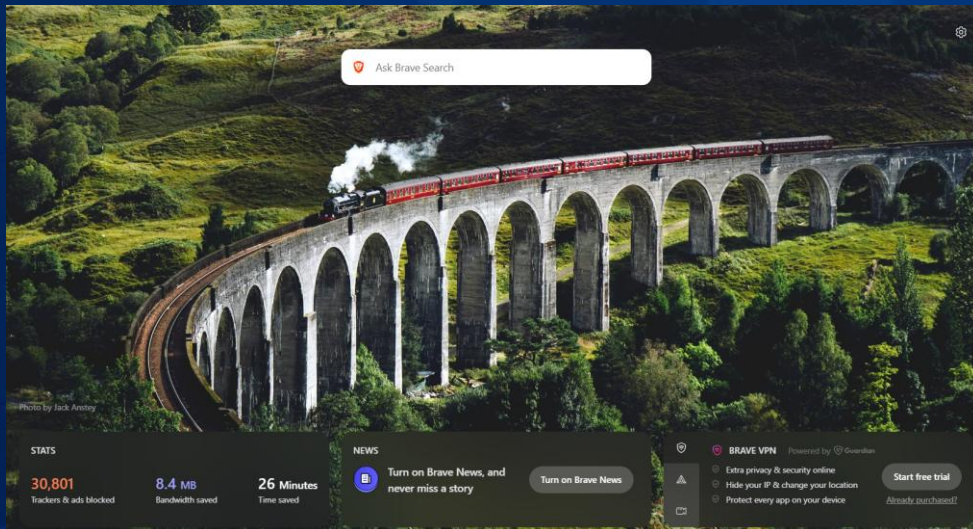 Ask Brave Search
Photo by Jack Anstey
STATS
30,801
Trackers & ads blocked
8.4 MB
Bandwidth saved
26 Minutes
Time saved
NEWS
Turn on Brave News, and
never miss a story
Turn on Brave News
BRAVE VPN Powered by Guardian
Extra privacy & security online
Hide your IP & change your location
Protect every app on your device
Start free trial
Already purchased?